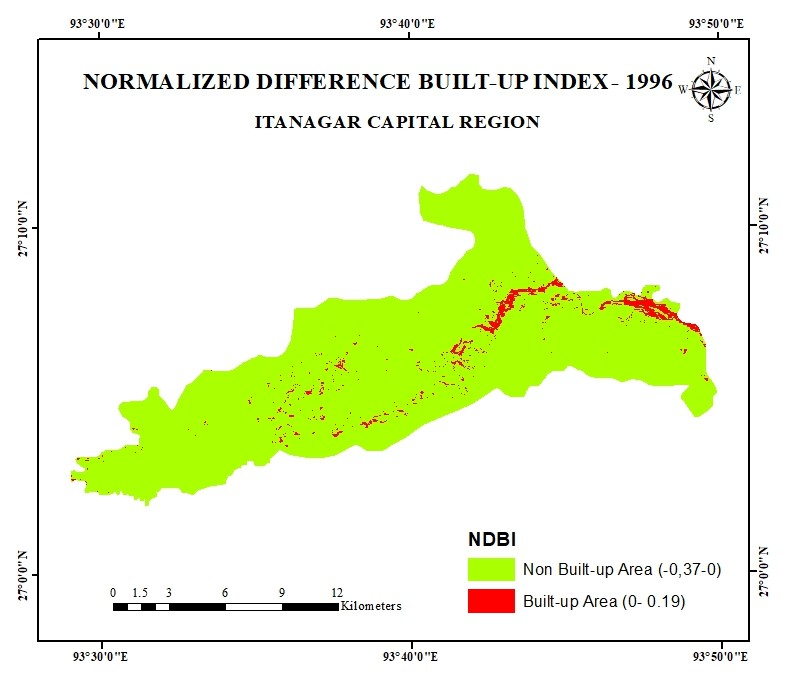 93°30'0"E 93°40'0"E 93°50'0"E
NORMALIZED DIFFERENCE BUILT-UP INDEX - 1996
ITANAGAR CAPITAL REGION
N
W E
S
27°10'0"N 27°10'0"N
NDBI
Non Built-up Area (-0,37-0)
Built-up Area (0- 0.19)
27°0'0"N 27°0'0"N
0 1.5 3 6 9 12
Kilometers
93°30'0"E 93°40'0"E 93°50'0"E